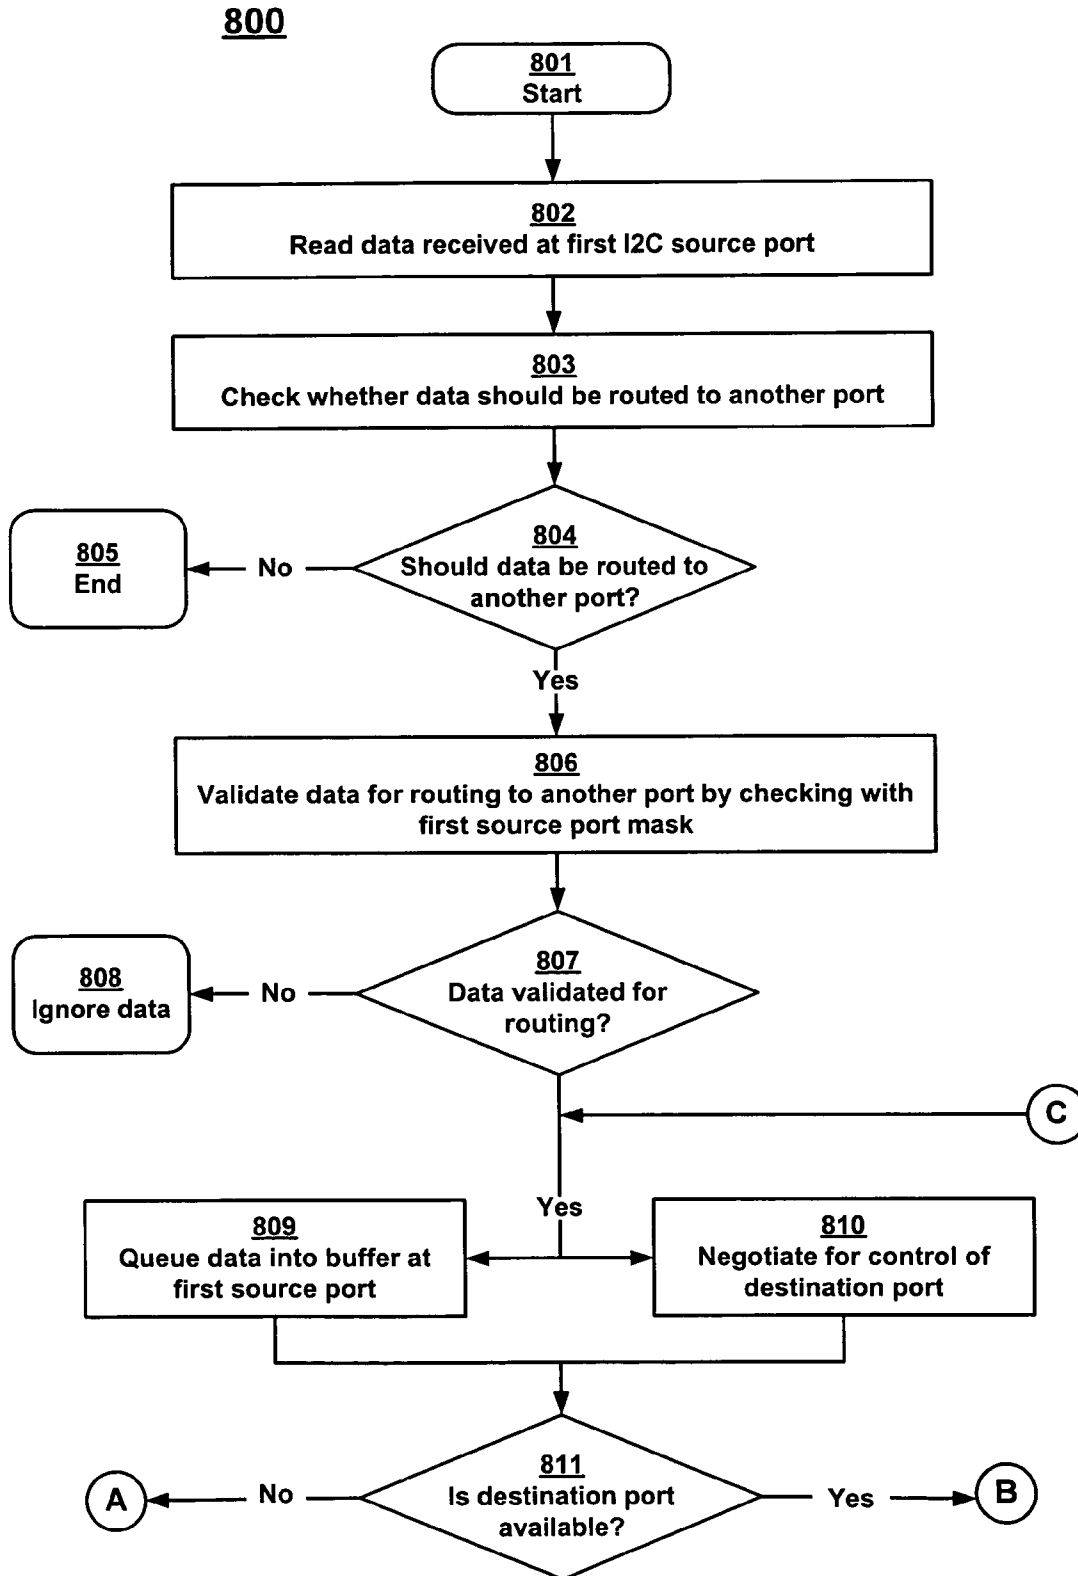 800
801
Start
802
Read data received at first I2C source port
803
Check whether data should be routed to another port
804
Should data be routed to
another port?
No
805
End
Yes
806
Validate data for routing to another port by checking with
first source port mask
807
Data validated for
routing?
No
808
Ignore data
C
Yes
809
Queue data into buffer at
first source port
810
Negotiate for control of
destination port
811
Is destination port
available?
No
A
Yes
B